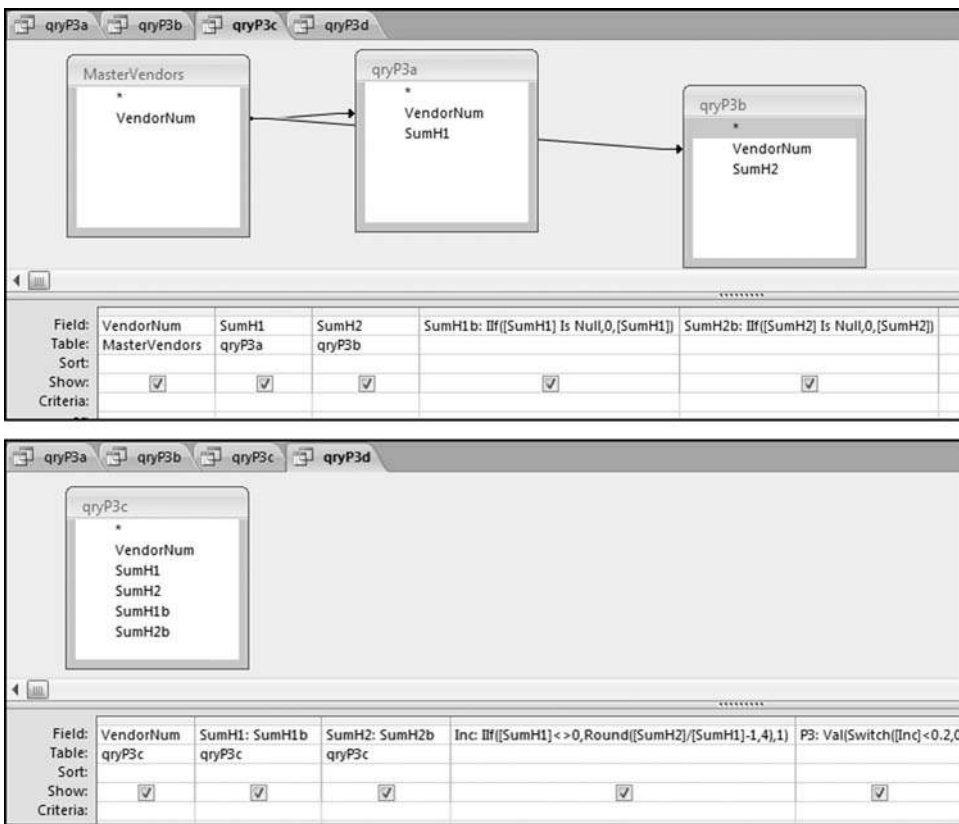 qryP3a qryP3b qryP3c qryP3d
MasterVendors
*
VendorNum
qryP3a
*
VendorNum
SumH1
qryP3b
*
VendorNum
SumH2
Field: VendorNum SumH1 SumH2 SumH1b: IIf([SumH1] Is Null,0,[SumH1]) SumH2b: IIf([SumH2] Is Null,0,[SumH2])
Table: MasterVendors qryP3a qryP3b
Sort:
Show:
Criteria:
qryP3a qryP3b qryP3c qryP3d
qryP3c
*
VendorNum
SumH1
SumH2
SumH1b
SumH2b
Field: VendorNum SumH1: SumH1b SumH2: SumH2b Inc: IIf([SumH1]<>0,Round([SumH2]/[SumH1]-1,4),1) P3: Val(Switch([Inc]<0.2,0
Table: qryP3c qryP3c qryP3c
Sort:
Show:
Criteria: